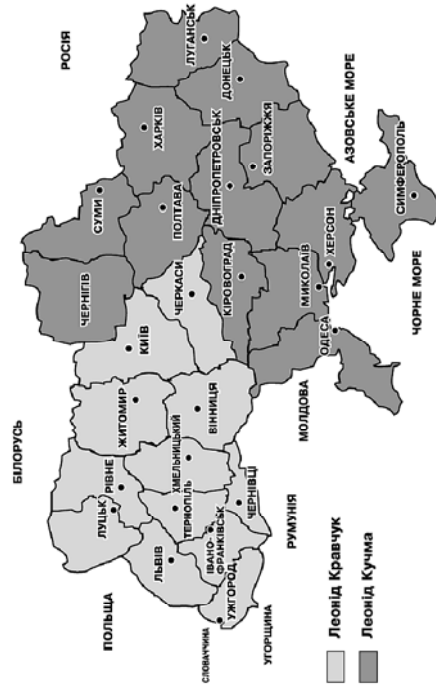 БІЛОРУСЬ
РОСІЯ
ПОЛЬЩА
СЛОВАЧЧИНА
УГОРЩИНА
РУМУНІЯ
МОЛДОВА
ЧОРНЕ МОРЕ
АЗОВСЬКЕ МОРЕ
ЛУЦЬК
РІВНЕ
ЖИТОМИР
КИЇВ
ЧЕРНІГІВ
СУМИ
ЛЬВІВ
ТЕРНОПІЛЬ
ХМЕЛЬНИЦЬКИЙ
ВІННИЦЯ
ЧЕРКАСИ
ПОЛТАВА
ХАРКІВ
ЛУГАНСЬК
УЖГОРОД
ІВАНО-
ФРАНКІВСЬК
ЧЕРНІВЦІ
КІРОВОГРАД
ДНІПРОПЕТРОВСЬК
ДОНЕЦЬК
ЗАПОРІЖЖЯ
ОДЕСА
МИКОЛАЇВ
ХЕРСОН
СИМФЕРОПОЛЬ
Леонід Кравчук
Леонід Кучма